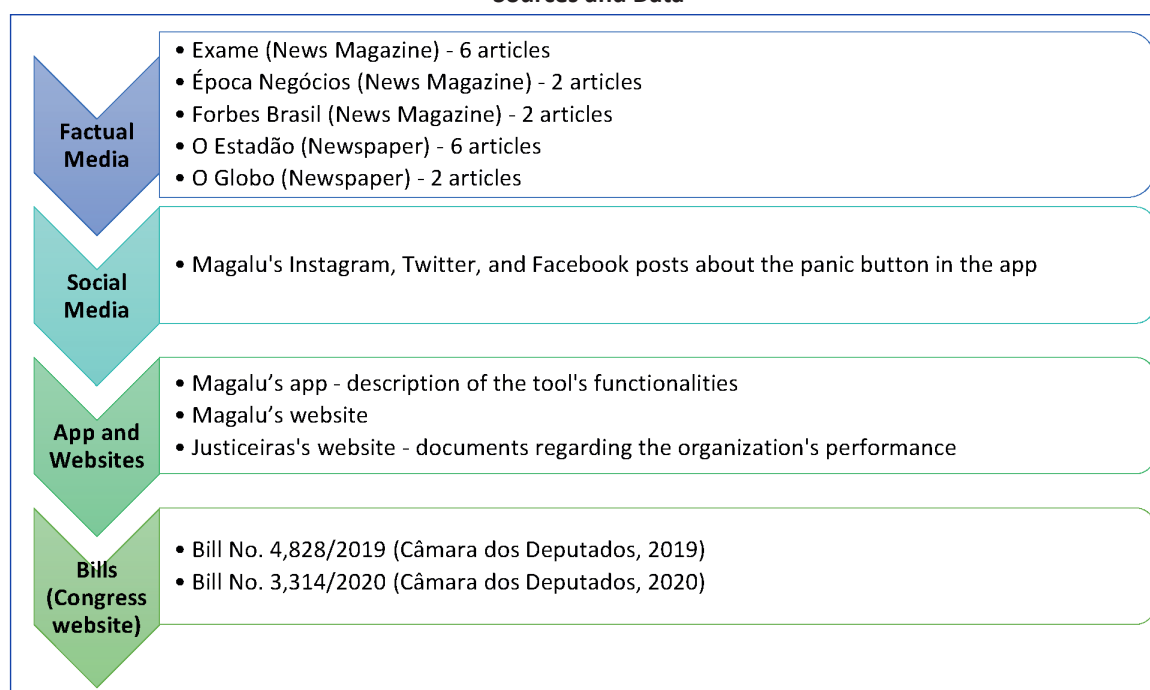 Sources and Data
Factual
Media
• Exame (News Magazine) - 6 articles
• Época Negócios (News Magazine) - 2 articles
• Forbes Brasil (News Magazine) - 2 articles
• O Estadão (Newspaper) - 6 articles
• O Globo (Newspaper) - 2 articles
Social
Media
• Magalu's Instagram, Twitter, and Facebook posts about the panic button in the app
App and
Websites
• Magalu’s app - description of the tool's functionalities
• Magalu’s website
• Justiceiras's website - documents regarding the organization's performance
Bills
(Congress
website)
• Bill No. 4,828/2019 (Câmara dos Deputados, 2019)
• Bill No. 3,314/2020 (Câmara dos Deputados, 2020)